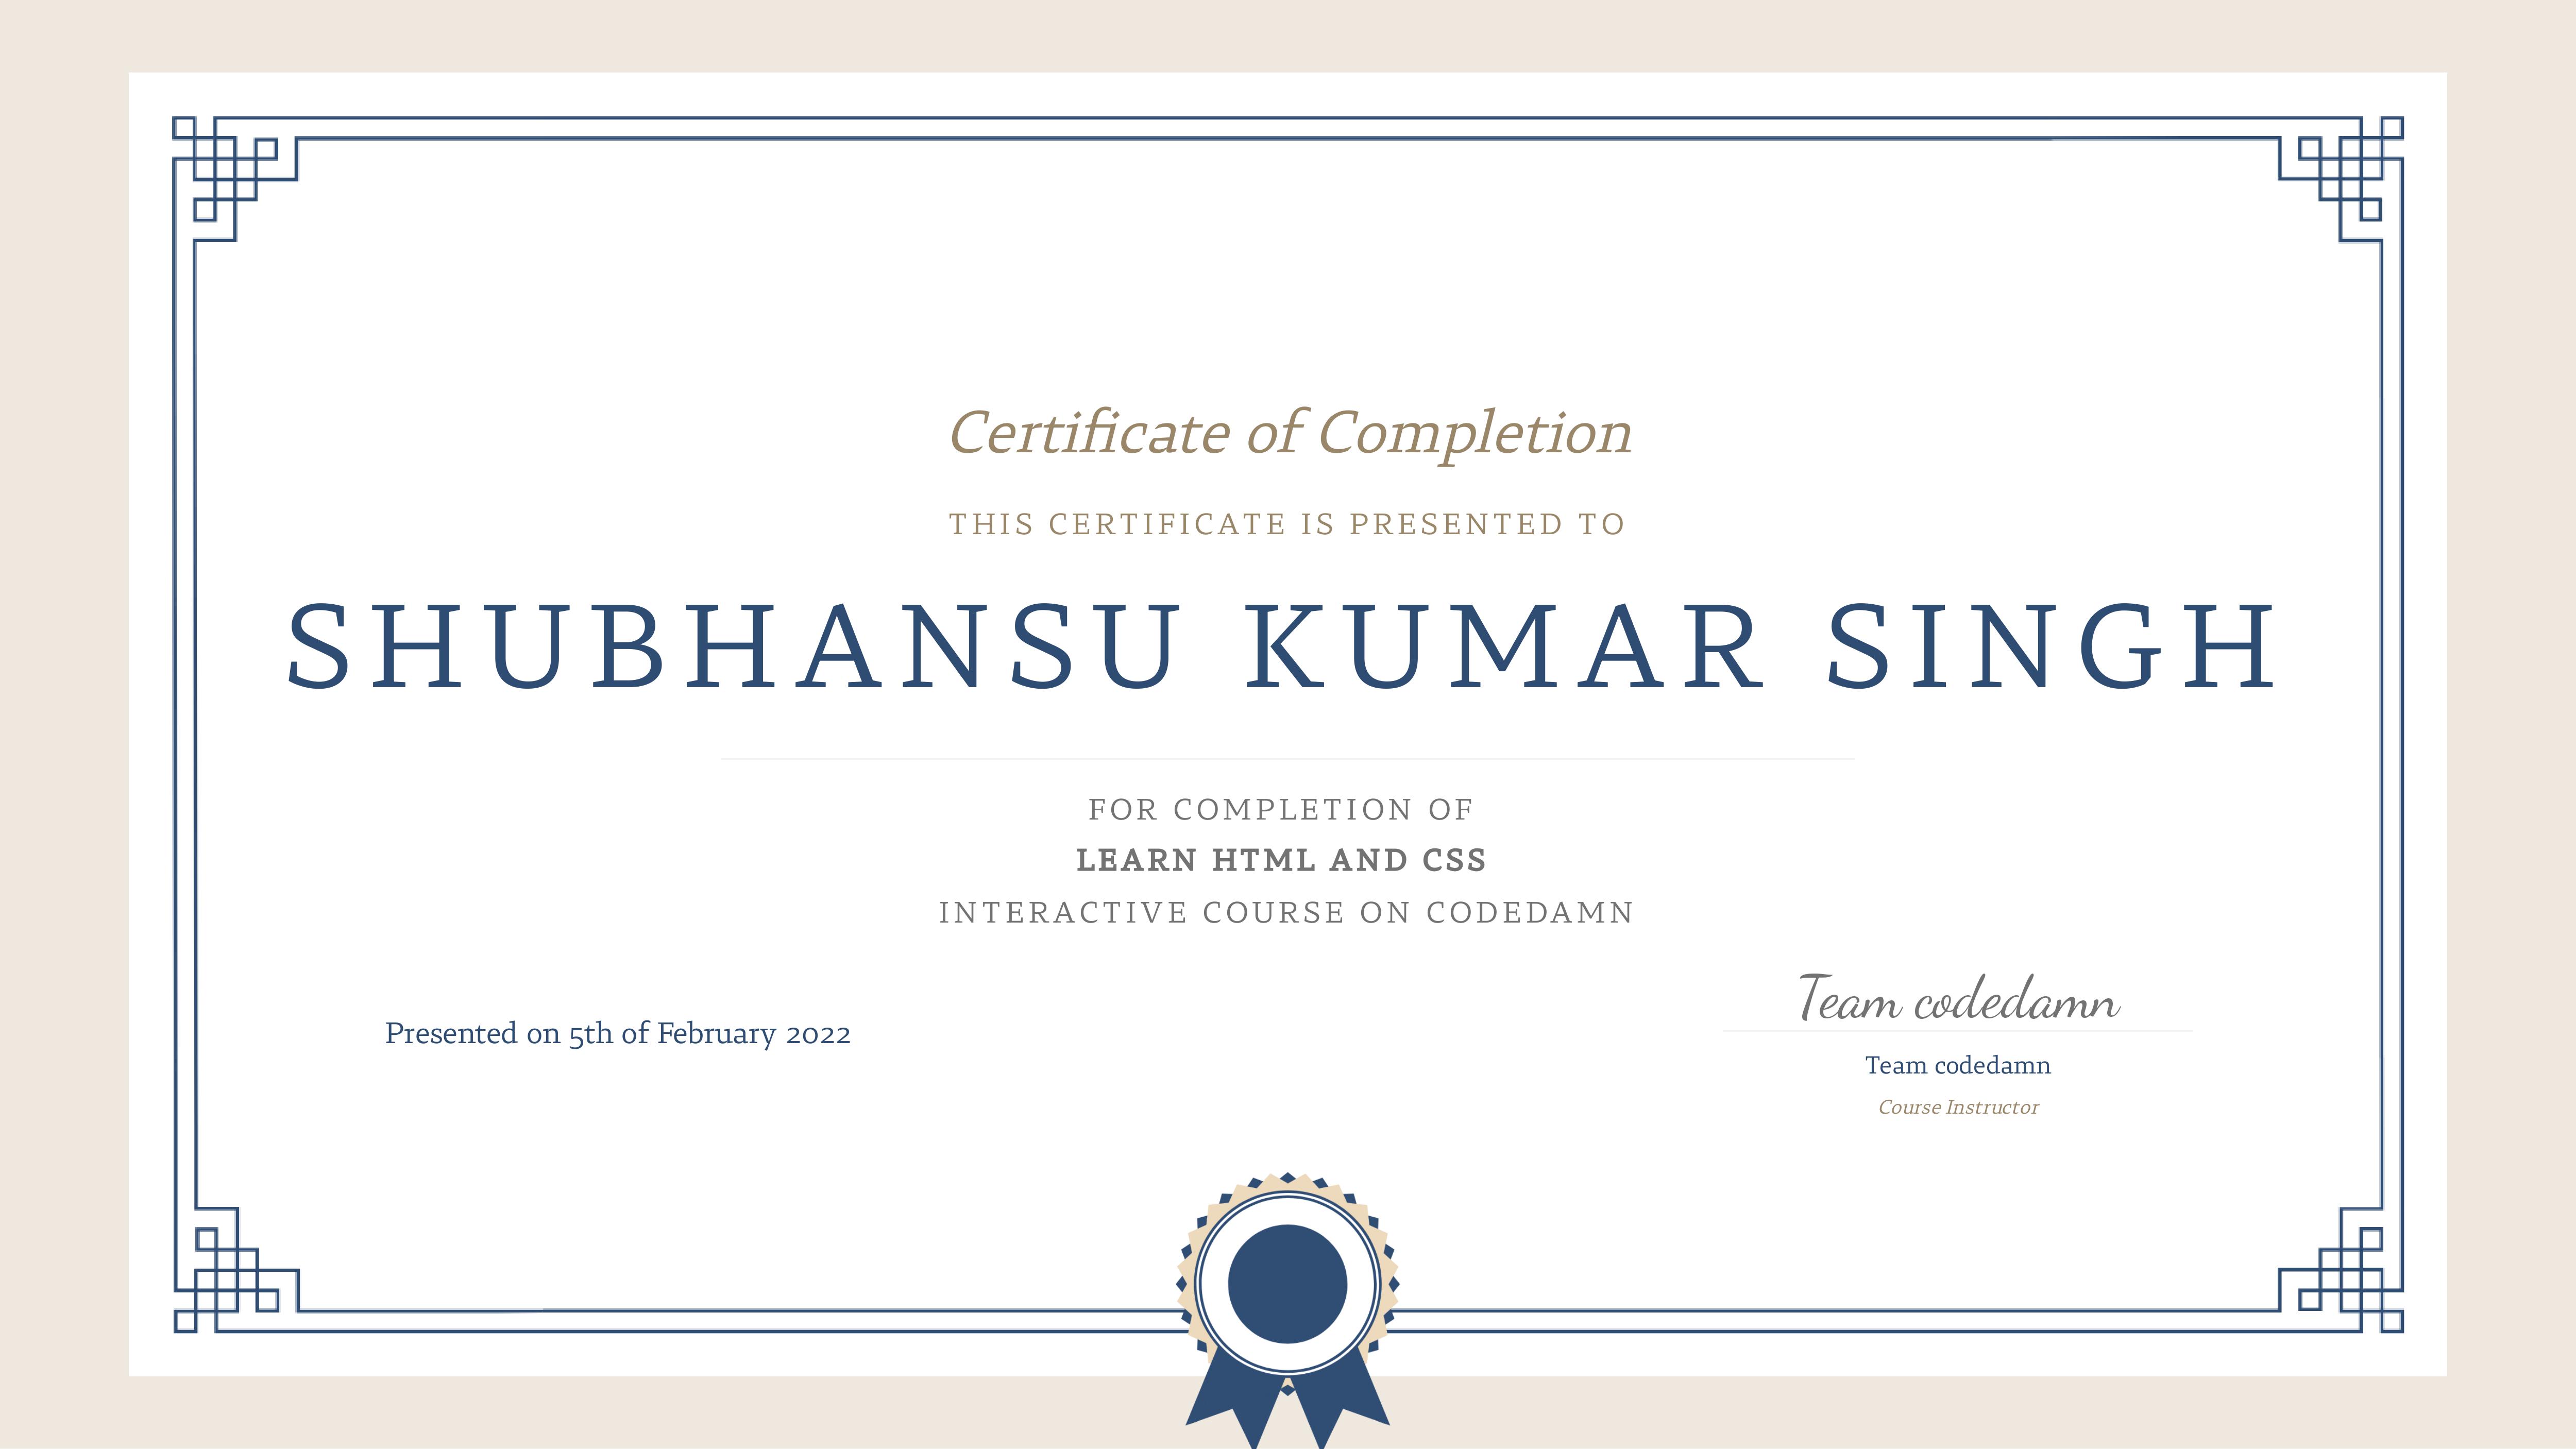 Certificate of Completion
THIS CERTIFICATE IS PRESENTED TO
SHUBHANSU KUMAR SINGH
FOR COMPLETION OF
LEARN HTML AND CSS
INTERACTIVE COURSE ON CODEDAMN
Presented on 5th of February 2022
Team codedamn
Team codedamn
Course Instructor